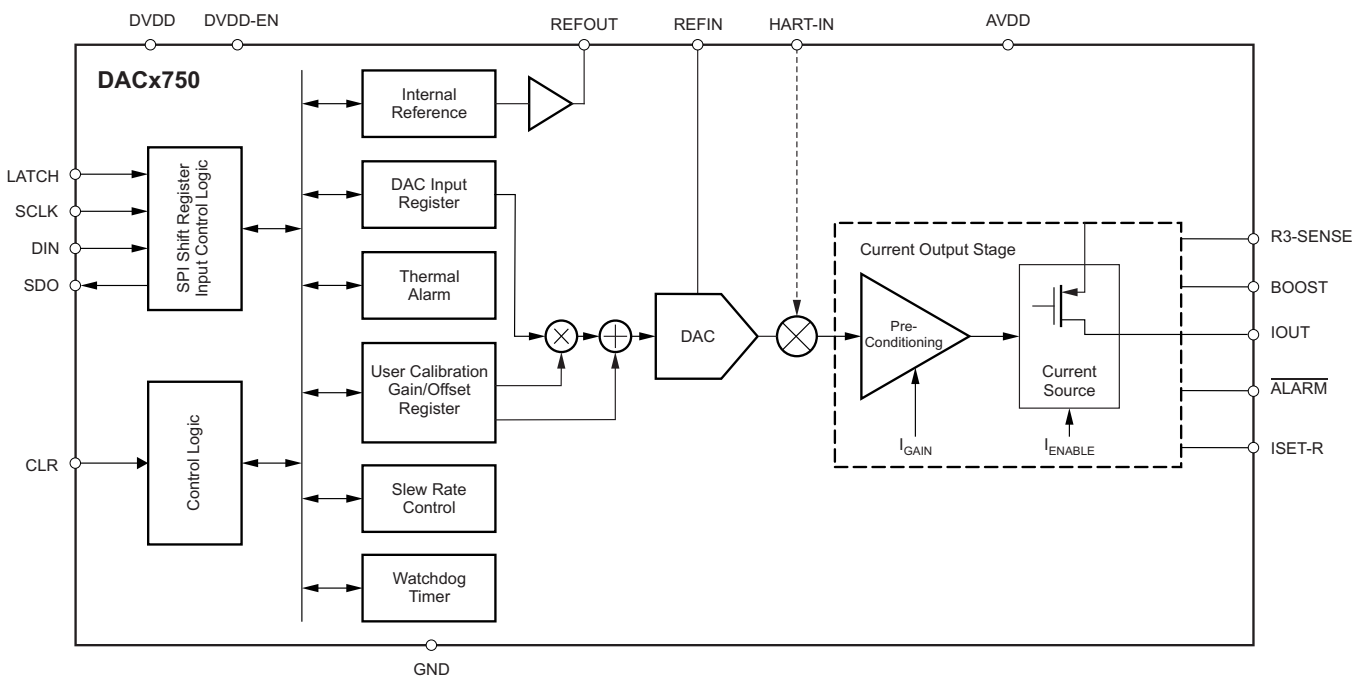 DVDD
DVDD-EN
REFOUT
REFIN
HART-IN
AVDD
DACx750
Internal
Reference
LATCH
SCLK
DIN
SDO
SPI Shift Register
Input Control Logic
DAC Input
Register
Thermal
Alarm
User Calibration
Gain/Offset
Register
DAC
Current Output Stage
Pre-
Conditioning
Current
Source
IGAIN
IENABLE
R3-SENSE
BOOST
IOUT
ALARM
ISET-R
CLR
Control Logic
Slew Rate
Control
Watchdog
Timer
GND